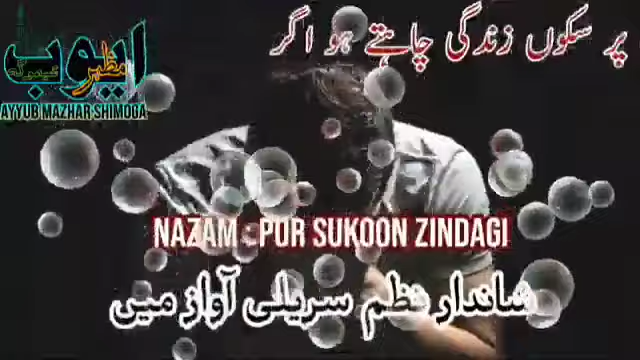 پر سکوں زندگی چاہتے ہو اگر
ایوب مظہر
شیموگہ
AYYUB MAZHAR SHIMOGA
NAZAM PUR SUKOON ZINDAGI
شاندار نظم سریلی آواز میں